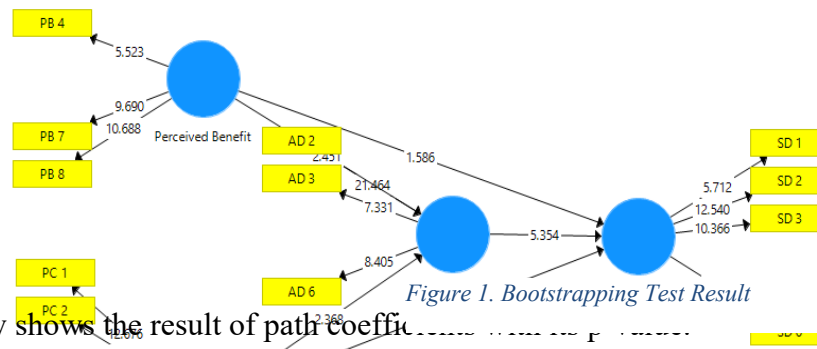 PB 4
5.523
9.690
10.688
PB 7
Perceived Benefit
AD 2
PB 8
2.451
1.586
SD 1
AD 3
21.464
7.331
5.712
SD 2
12.540
SD 3
10.366
5.354
8.405
PC 1
AD 6
Figure 1. Bootstrapping Test Result
PC 2
2.368
shows the result of path coefficients with its p
12.676